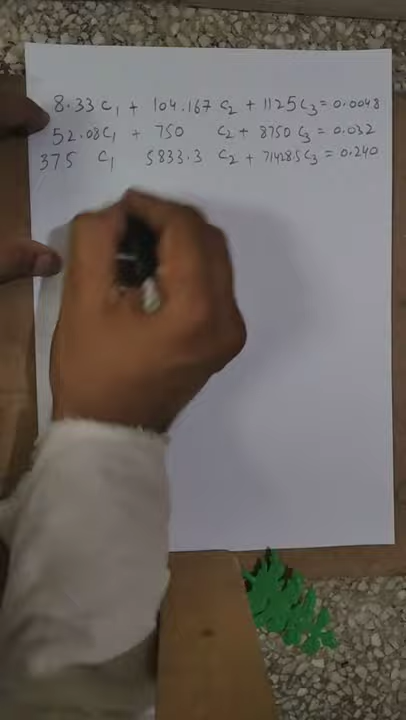 8.33 C₁ + 104.167 C₂ + 1125 C₃ = 0.0048
52.08 C₁ + 750 C₂ + 8750 C₃ = 0.032
375 C₁ 5833.3 C₂ + 71428.5 C₃ = 0.240